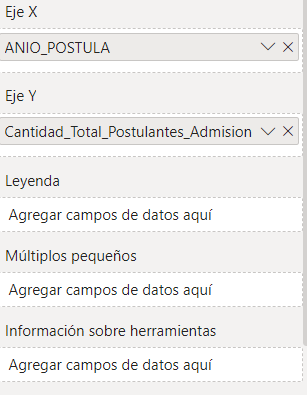 Eje X
ANIO_POSTULA
Eje Y
Cantidad_Total_Postulantes_Admision
Leyenda
Agregar campos de datos aquí
Múltiplos pequeños
Agregar campos de datos aquí
Información sobre herramientas
Agregar campos de datos aquí